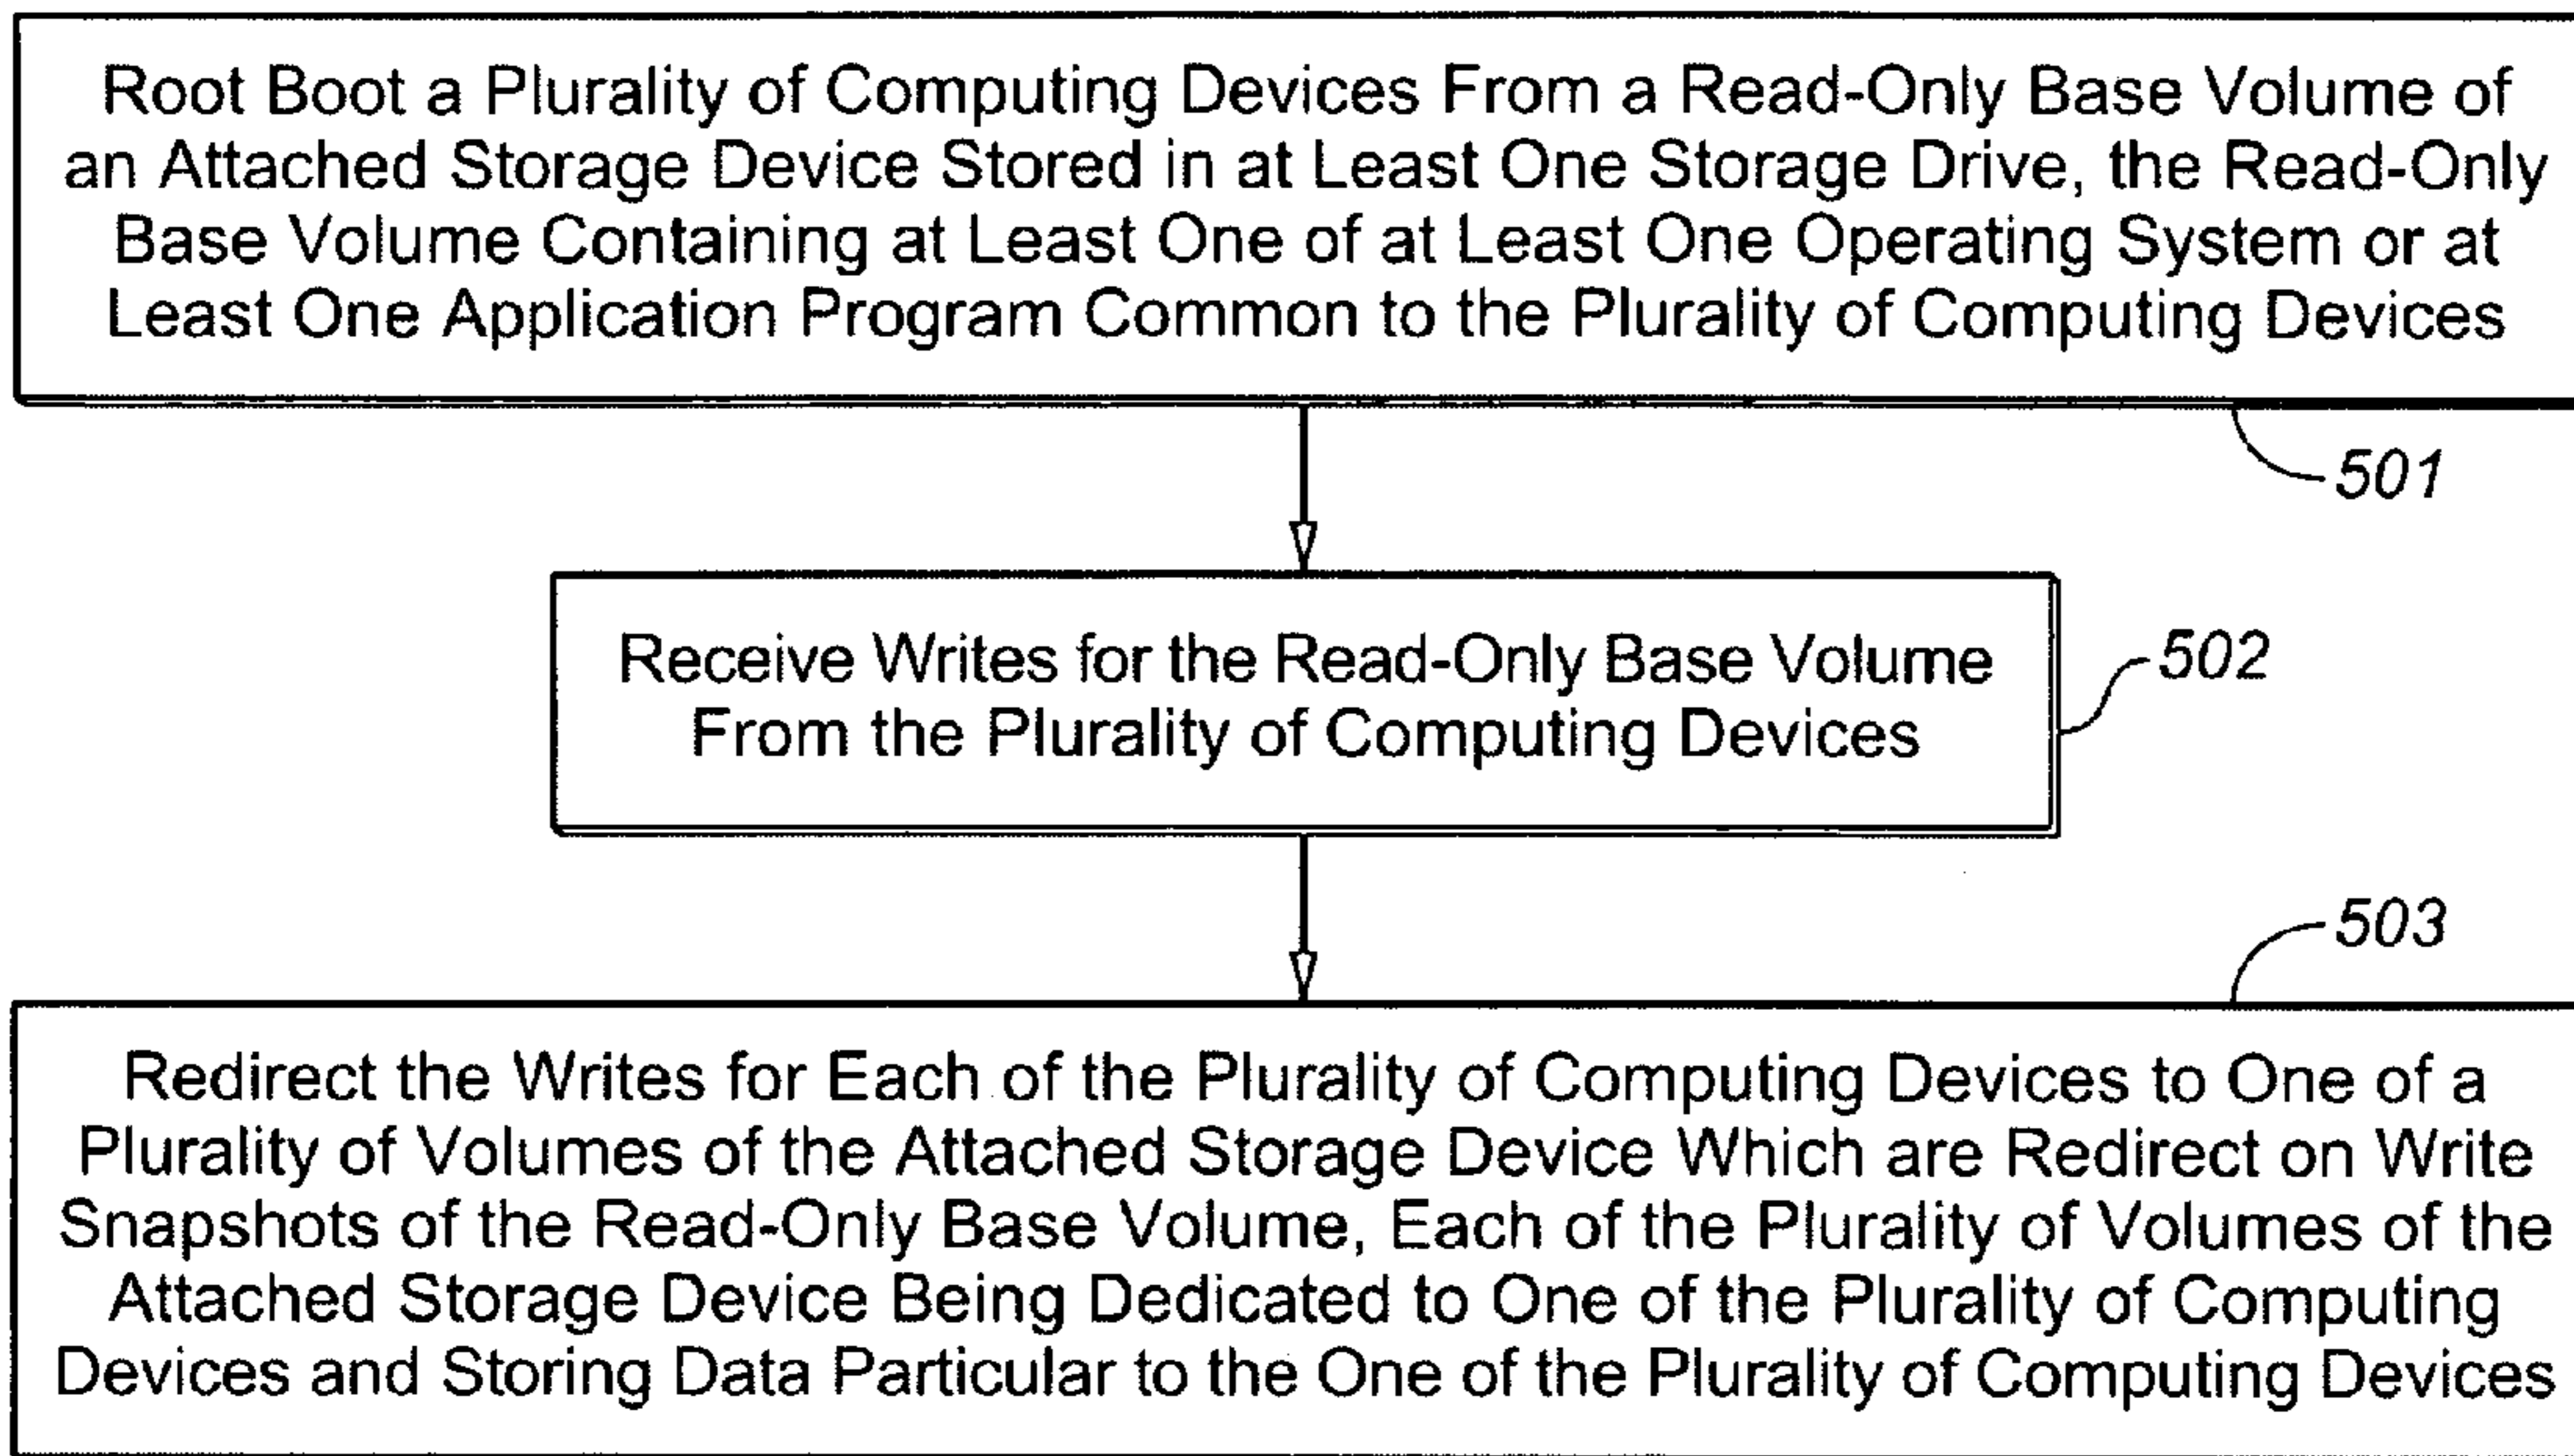 Root Boot a Plurality of Computing Devices From a Read-Only Base Volume of
an Attached Storage Device Stored in at Least One Storage Drive, the Read-Only
Base Volume Containing at Least One of at Least One Operating System or at
Least One Application Program Common to the Plurality of Computing Devices
501
Receive Writes for the Read-Only Base Volume
From the Plurality of Computing Devices
502
503
Redirect the Writes for Each of the Plurality of Computing Devices to One of a
Plurality of Volumes of the Attached Storage Device Which are Redirect on Write
Snapshots of the Read-Only Base Volume, Each of the Plurality of Volumes of the
Attached Storage Device Being Dedicated to One of the Plurality of Computing
Devices and Storing Data Particular to the One of the Plurality of Computing Devices